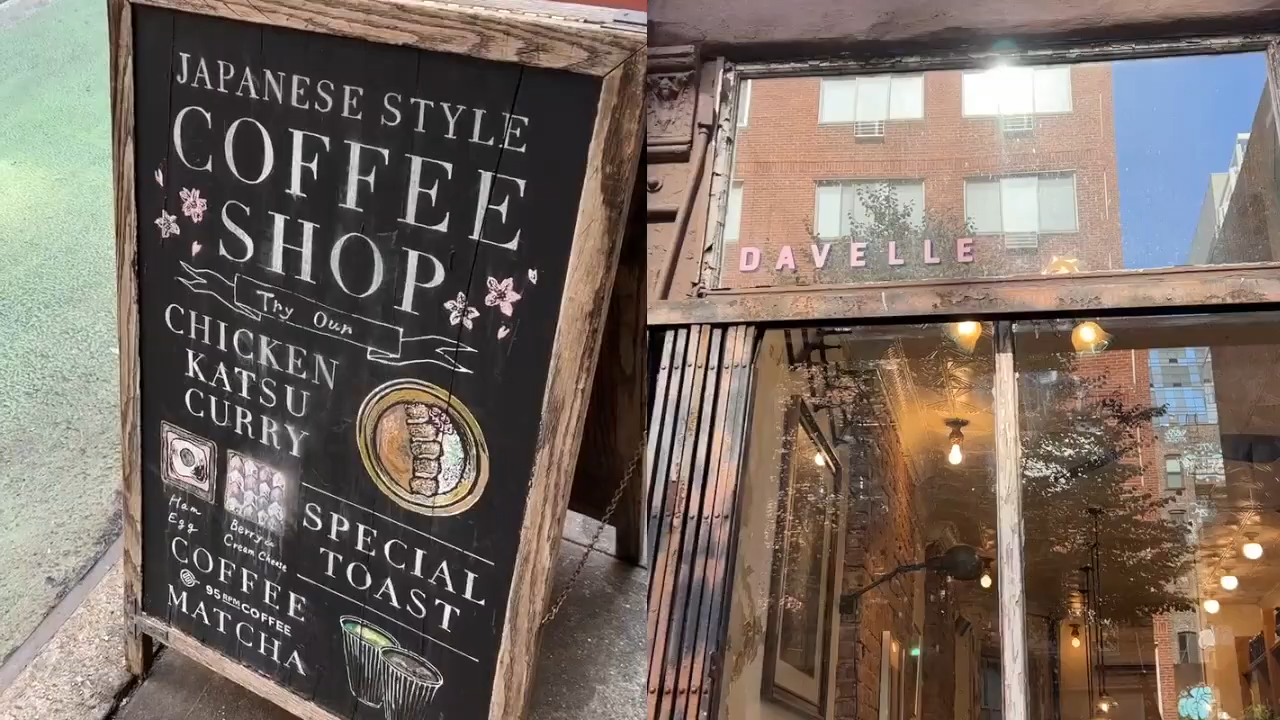 JAPANESE STYLE
COFFEE
SHOP
Try Our
CHICKEN
KATSU
CURRY
Ham
Egg
Berry &
Cream Cheese
SPECIAL
TOAST
COFFEE
95 RPM COFFEE
MATCHA
DAVELLE